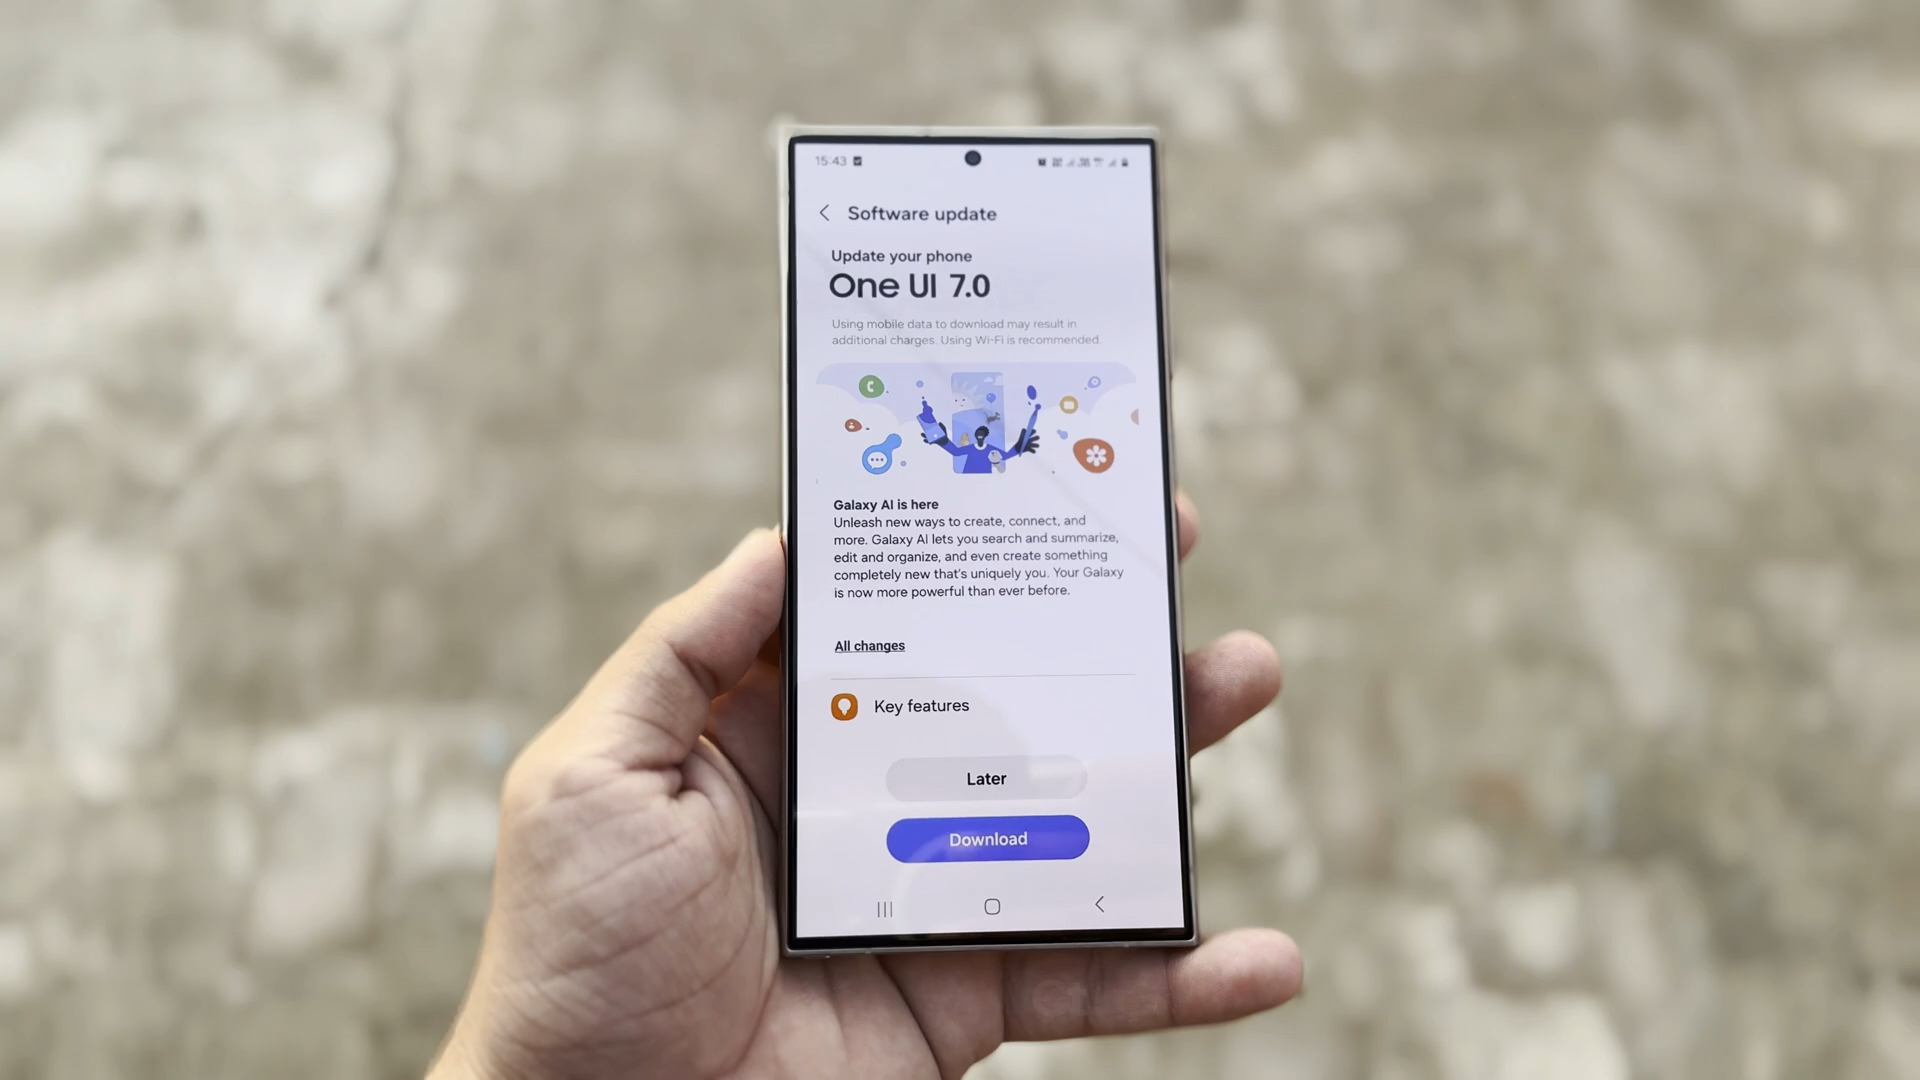 15:43
Software update
Update your phone
One UI 7.0
Using mobile data to download may result in
additional charges. Using Wi-Fi is recommended.
Galaxy AI is here
Unleash new ways to create, connect, and
more. Galaxy AI lets you search and summarize,
edit and organize, and even create something
completely new that's uniquely you. Your Galaxy
is now more powerful than ever before.
All changes
Key features
Later
Download